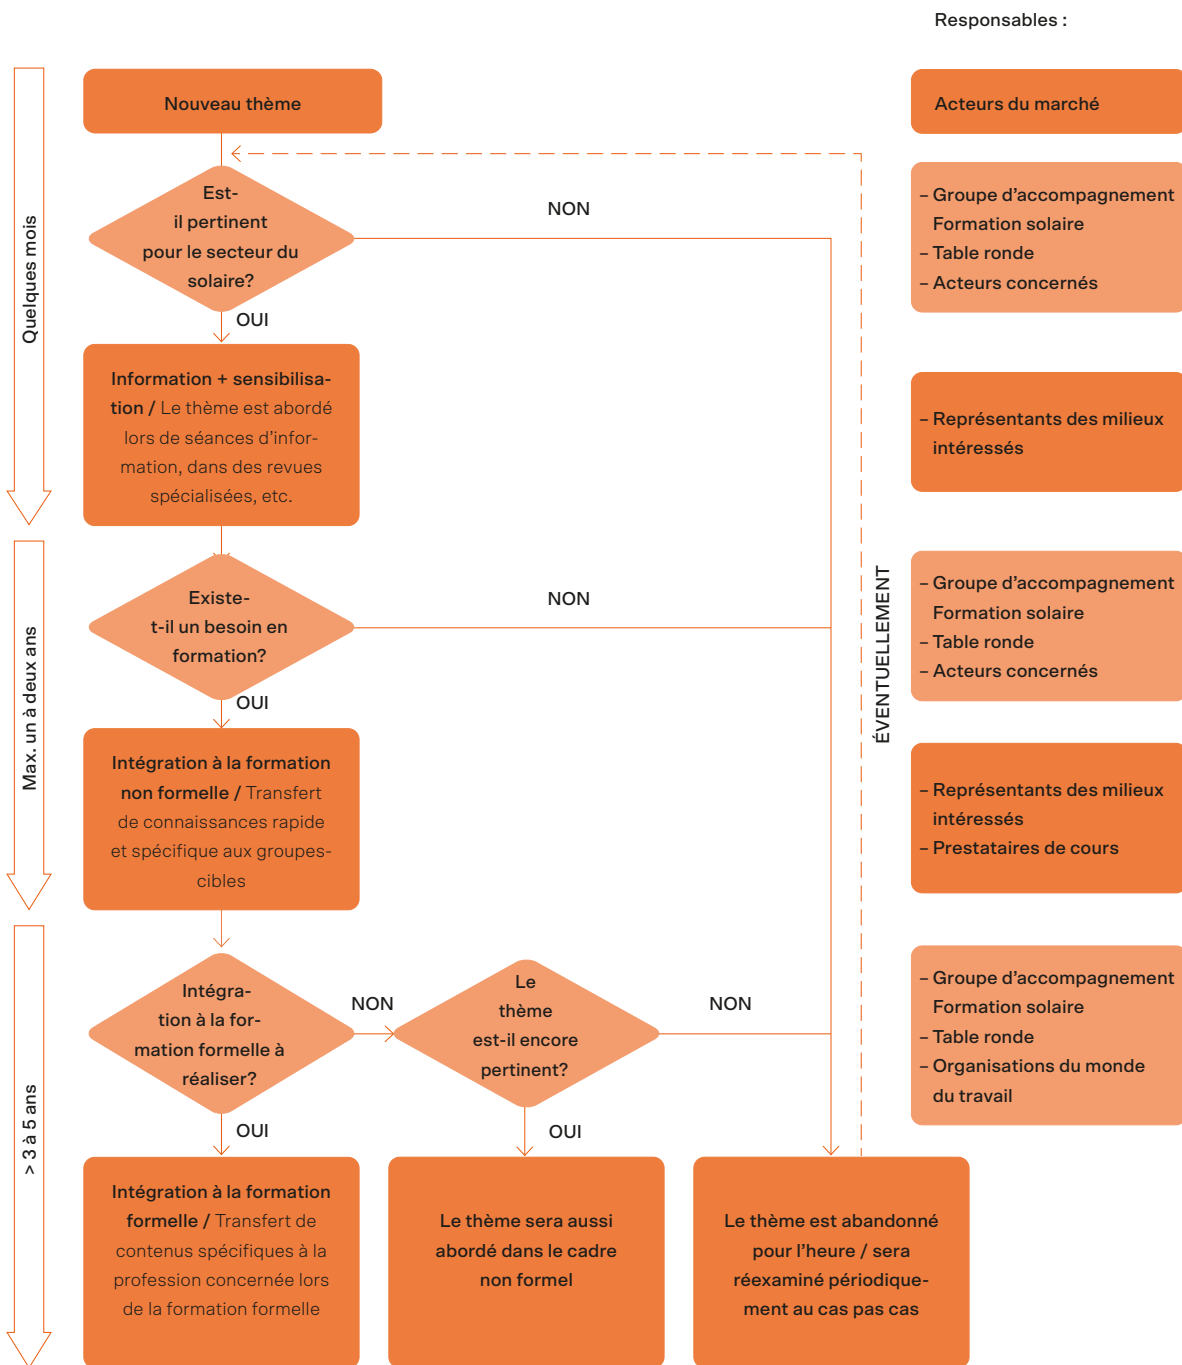 Responsables :
Nouveau thème
Acteurs du marché
Quelques mois
Est-
il pertinent
pour le secteur du
solaire?
NON
OUI
– Groupe d’accompagnement
Formation solaire
– Table ronde
– Acteurs concernés
Information + sensibilisa-
tion / Le thème est abordé
lors de séances d’infor-
mation, dans des revues
spécialisées, etc.
– Représentants des milieux
intéressés
Max. un à deux ans
Existe-
t-il un besoin en
formation?
NON
OUI
ÉVENTUELLEMENT
– Groupe d’accompagnement
Formation solaire
– Table ronde
– Acteurs concernés
Intégration à la formation
non formelle / Transfert
de connaissances rapide
et spécifique aux groupes-
cibles
– Représentants des milieux
intéressés
– Prestataires de cours
> 3 à 5 ans
Intégra-
tion à la for-
mation formelle à
réaliser?
NON
OUI
Le
thème
est-il encore
pertinent?
NON
OUI
– Groupe d’accompagnement
Formation solaire
– Table ronde
– Organisations du monde
du travail
Intégration à la formation
formelle / Transfert de
contenus spécifiques à la
profession concernée lors
de la formation formelle
Le thème sera aussi
abordé dans le cadre
non formel
Le thème est abandonné
pour l’heure / sera
réexaminé périodique-
ment au cas pas cas